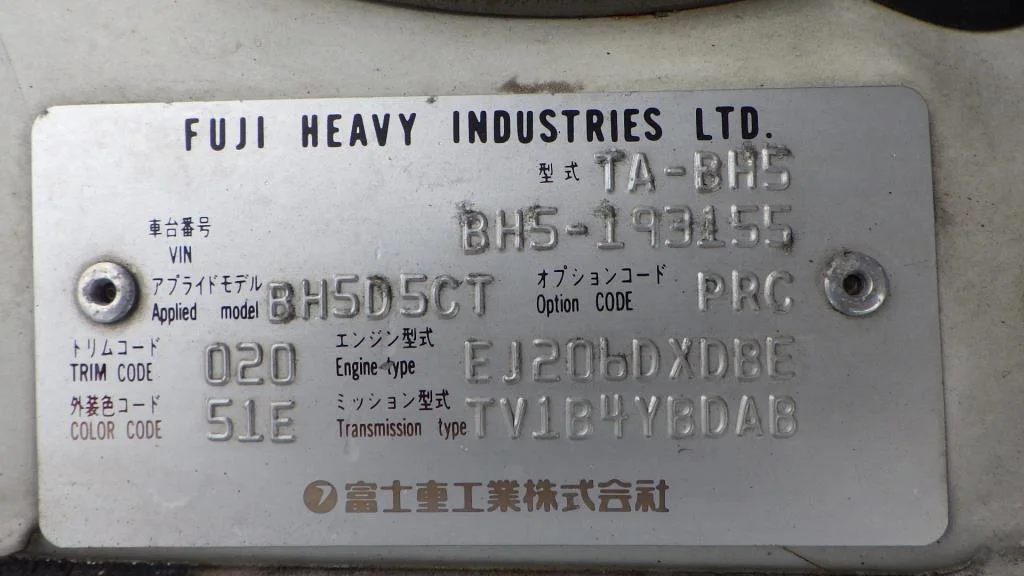 FUJI HEAVY INDUSTRIES LTD.
型式 TA-BH5
車台番号 VIN BH5-193155
アプライドモデル Applied model BH5D5CT オプションコード Option CODE PRC
トリムコード TRIM CODE 020 エンジン型式 Engine type EJ206DXDBE
外装色コード COLOR CODE 51E ミッション型式 Transmission type TV1B4YBDAB
富士重工業株式会社